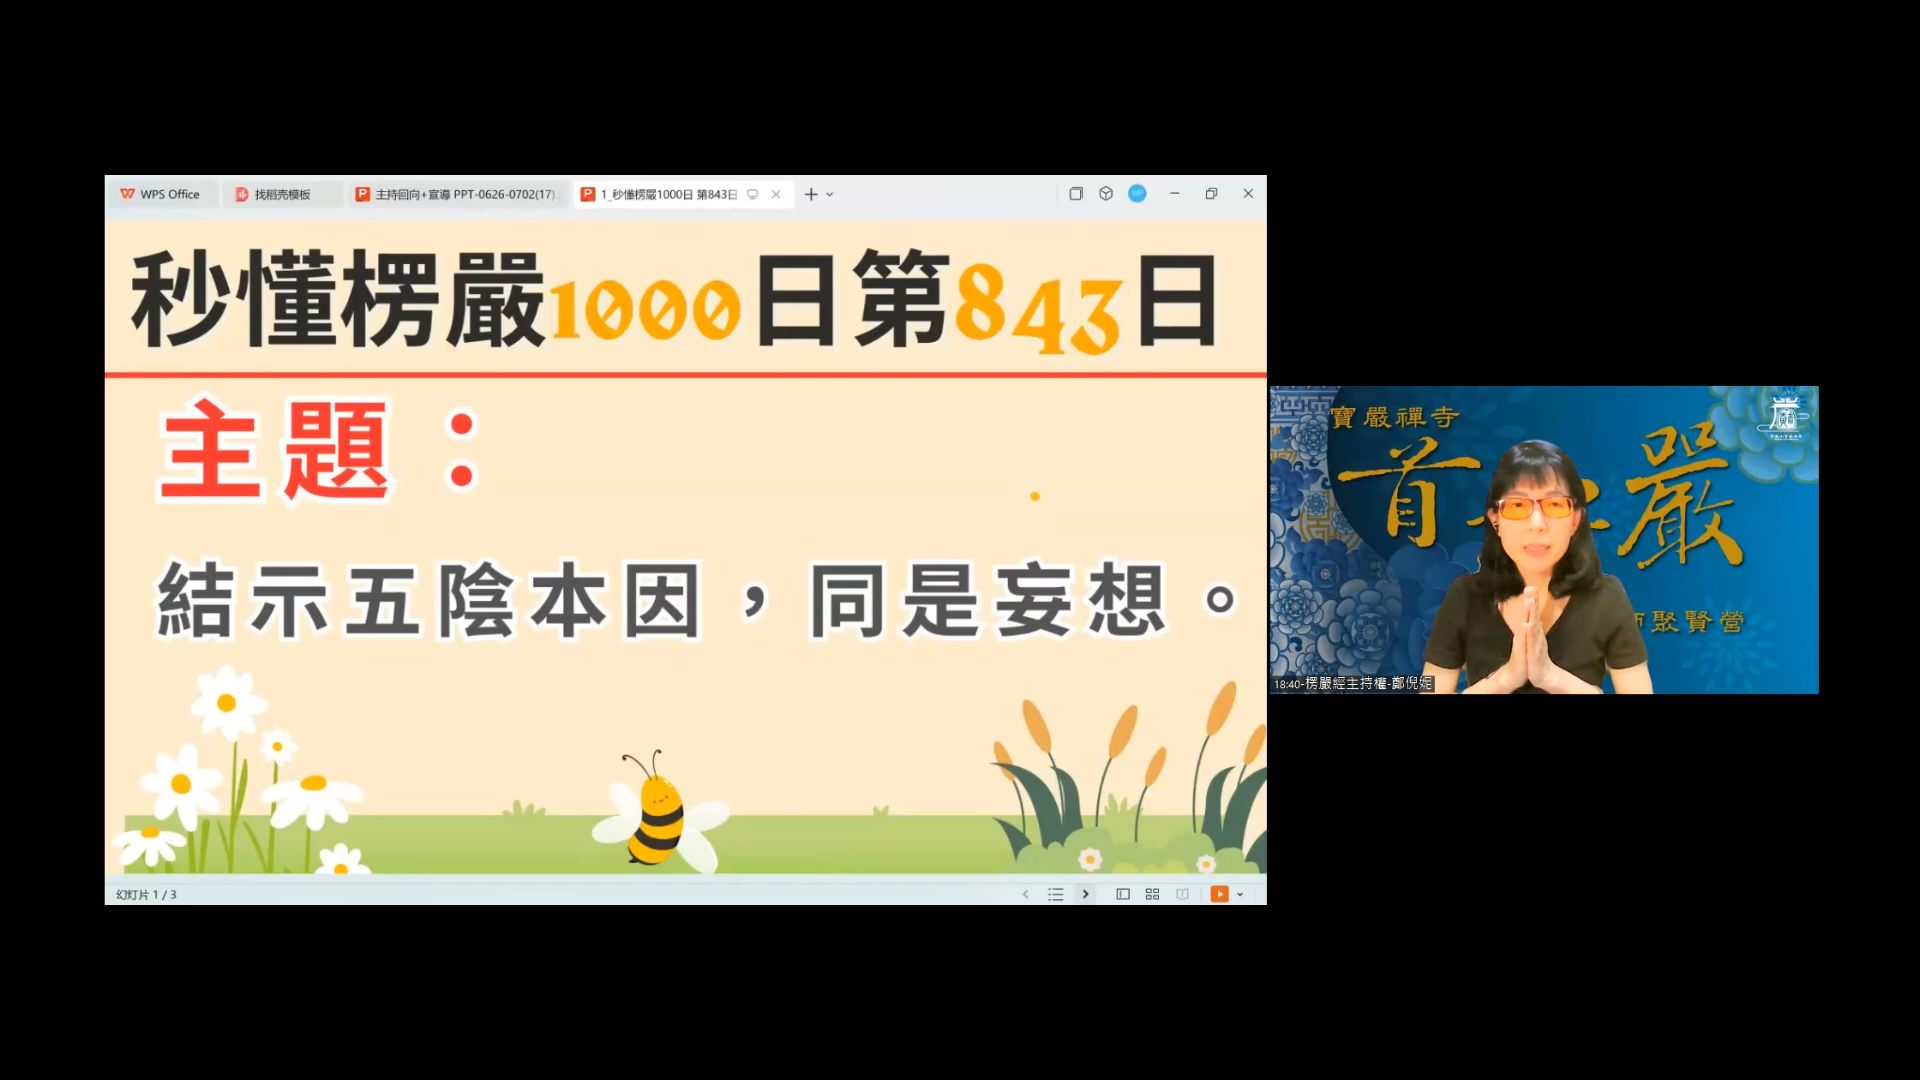 WPS Office
找稻壳模板
主持回向+宣導 PPT-0626-0702(17)
1_秒懂楞嚴1000日 第843日
秒懂楞嚴1000日第843日
主題：
結示五陰本因，同是妄想。
幻灯片 1 / 3
寶嚴禪寺
首
嚴
聚賢營
18:40-楞嚴經主持權-鄭倪妮